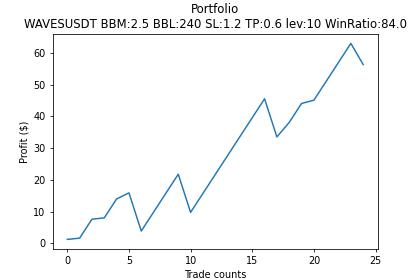 Portfolio
WAVESUSDT BBM:2.5 BBL:240 SL:1.2 TP:0.6 lev:10 WinRatio:84.0
60
50
40
30
20
10
0
Profit ($)
0 5 10 15 20 25
Trade counts